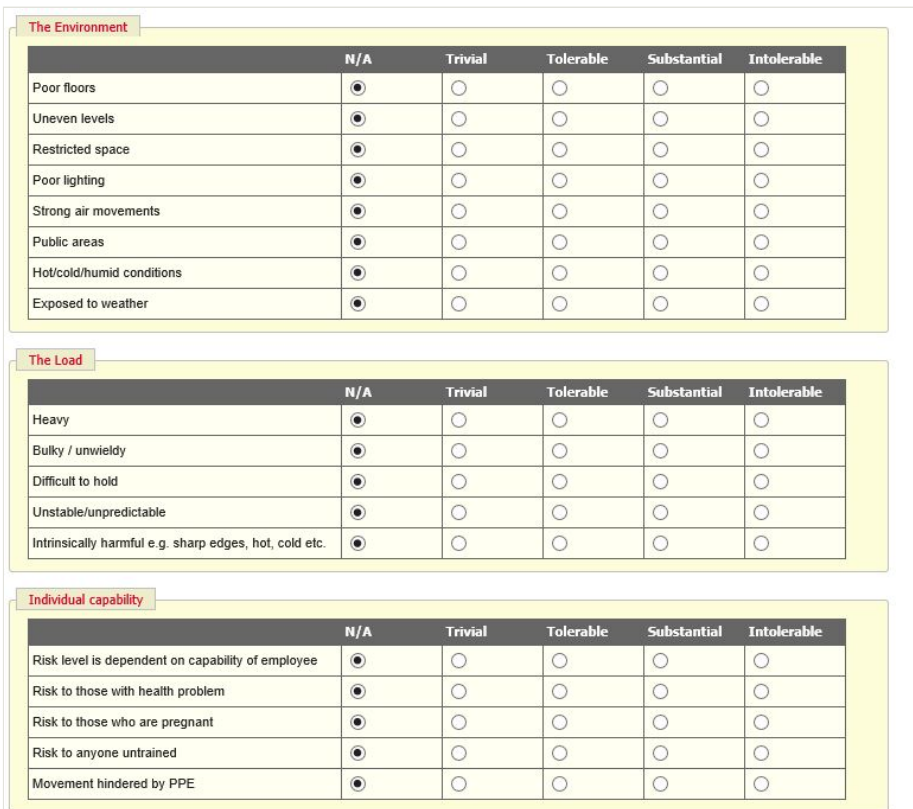 The Environment
N/A Trivial Tolerable Substantial Intolerable
Poor floors
Uneven levels
Restricted space
Poor lighting
Strong air movements
Public areas
Hot/cold/humid conditions
Exposed to weather
The Load
N/A Trivial Tolerable Substantial Intolerable
Heavy
Bulky / unwieldy
Difficult to hold
Unstable/unpredictable
Intrinsically harmful e.g. sharp edges, hot, cold etc.
Individual capability
N/A Trivial Tolerable Substantial Intolerable
Risk level is dependent on capability of employee
Risk to those with health problem
Risk to those who are pregnant
Risk to anyone untrained
Movement hindered by PPE